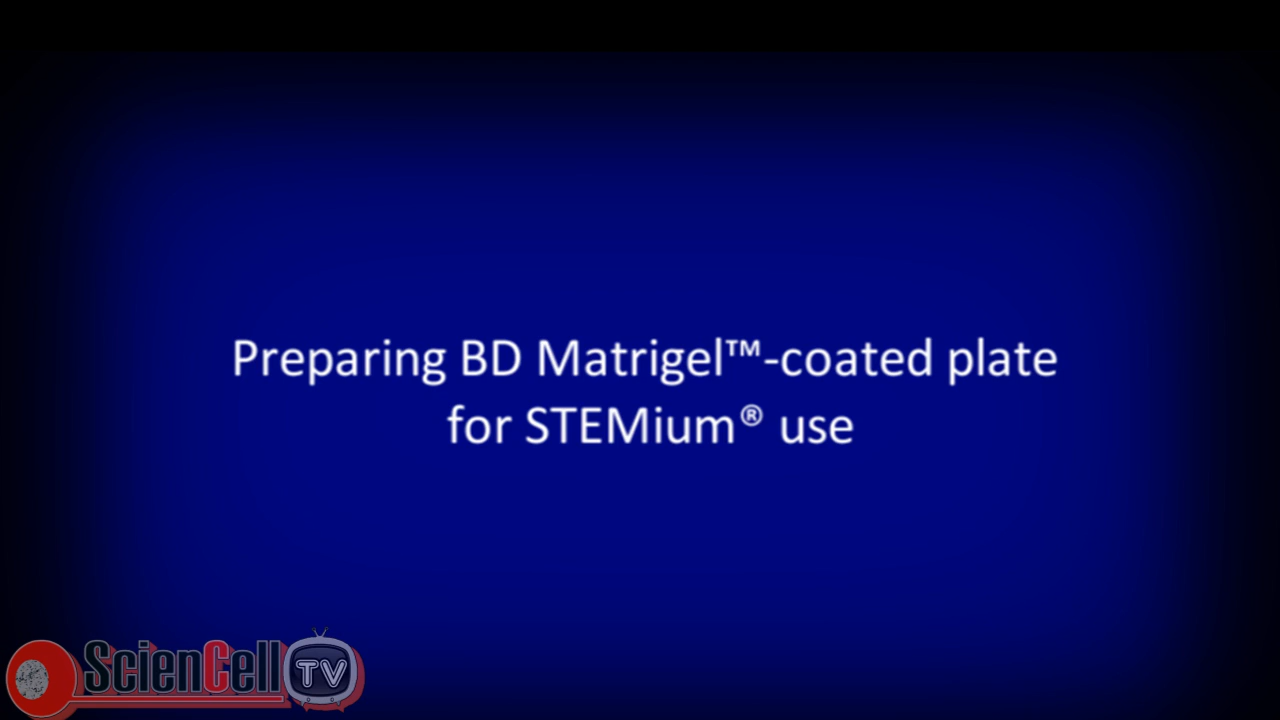 Preparing BD Matrigel™-coated plate
for STEMium® use
ScienCell TV